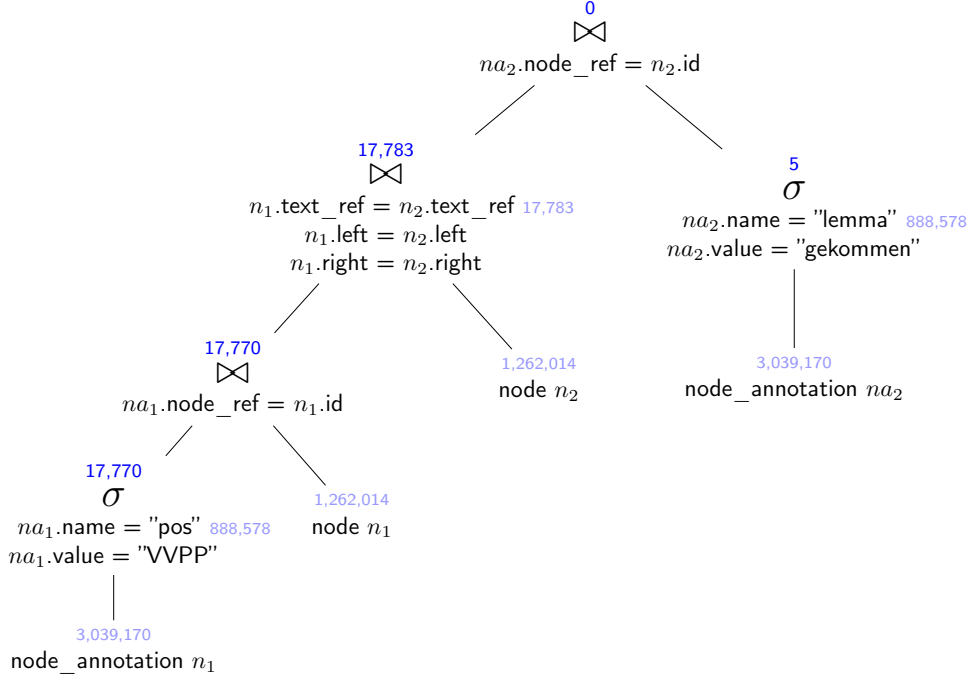 0
⋈
na₂.node_ref = n₂.id
17,783
⋈
n₁.text_ref = n₂.text_ref 17,783
n₁.left = n₂.left
n₁.right = n₂.right
5
σ
na₂.name = ”lemma” 888,578
na₂.value = ”gekommen”
17,770
⋈
na₁.node_ref = n₁.id
1,262,014
node n₂
3,039,170
node_annotation na₂
17,770
σ
na₁.name = ”pos” 888,578
na₁.value = ”VVPP”
1,262,014
node n₁
3,039,170
node_annotation n₁